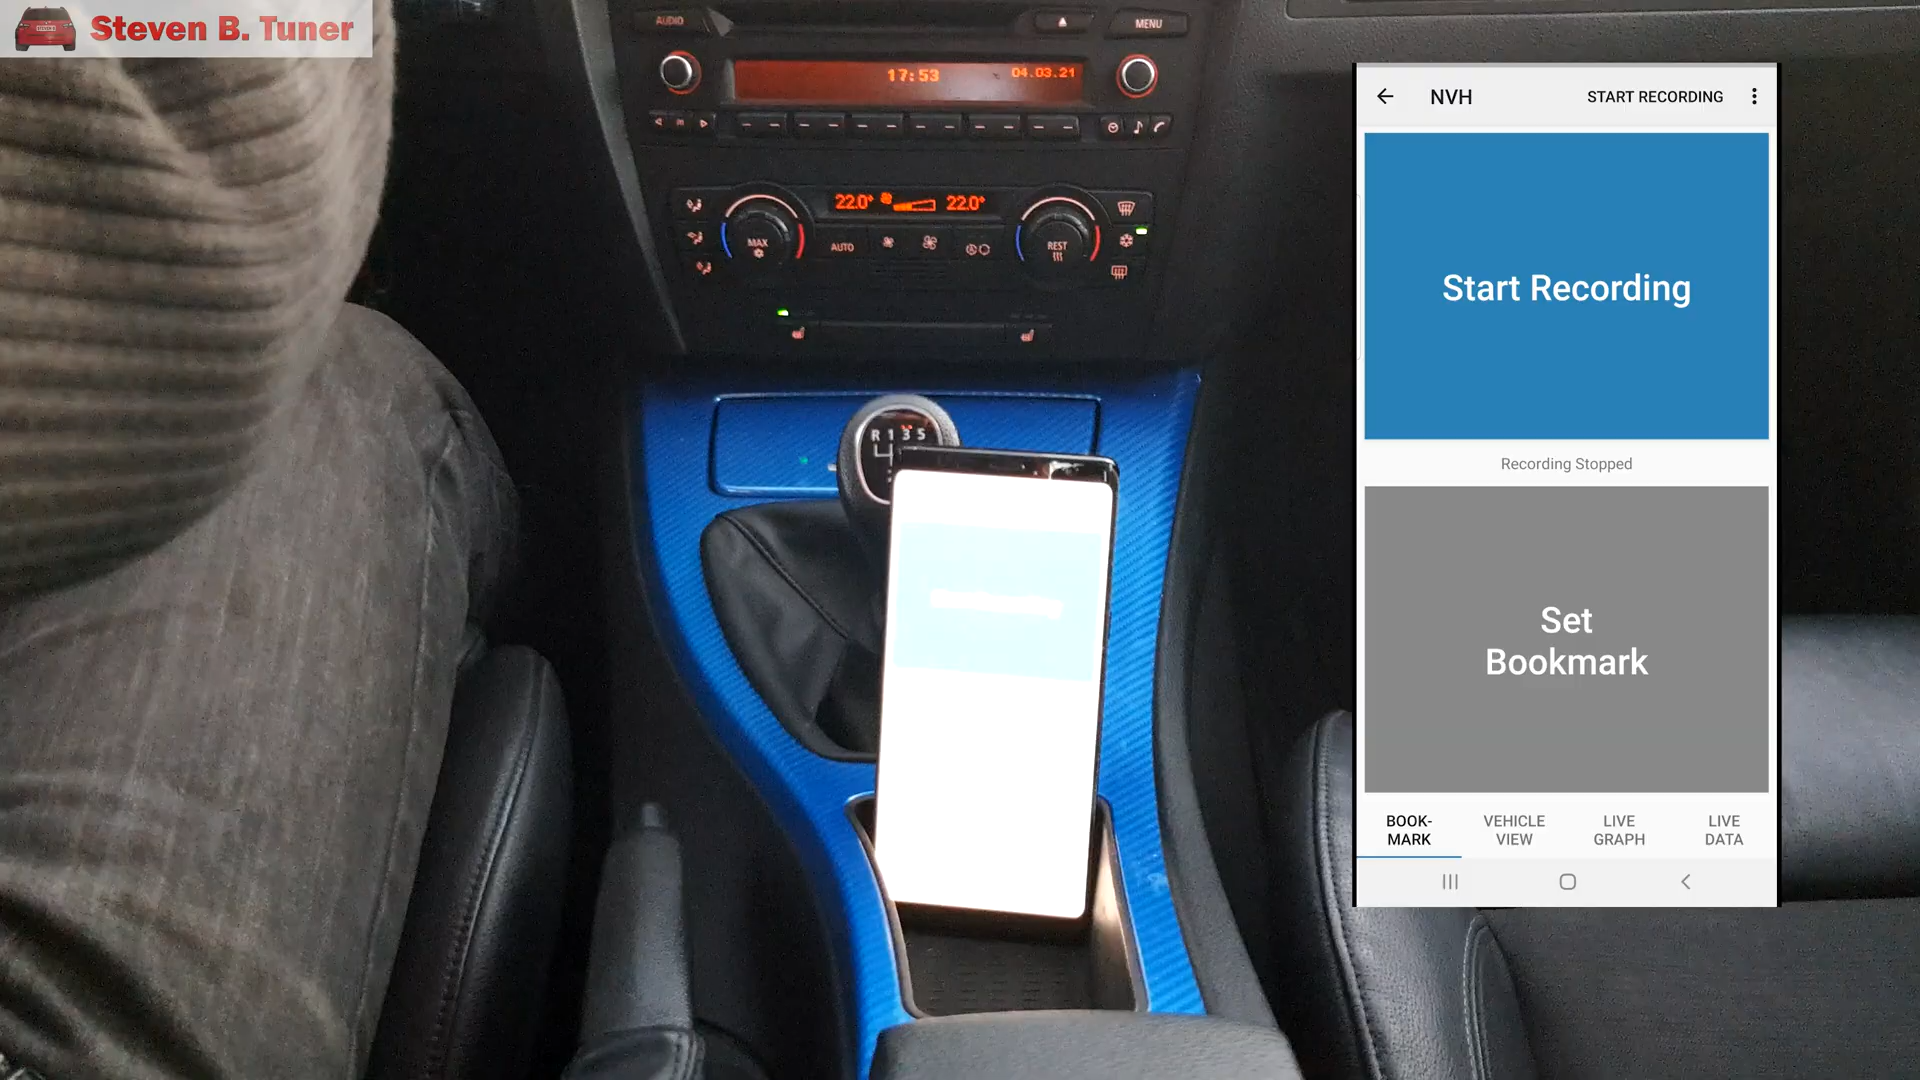 Steven B. Tuner
AUDIO
MENU
17:53
04.03.21
22.0°
22.0°
MAX
AUTO
REST
R 1 3 5
NVH
START RECORDING
Start Recording
Recording Stopped
Set
Bookmark
BOOK-
MARK
VEHICLE
VIEW
LIVE
GRAPH
LIVE
DATA